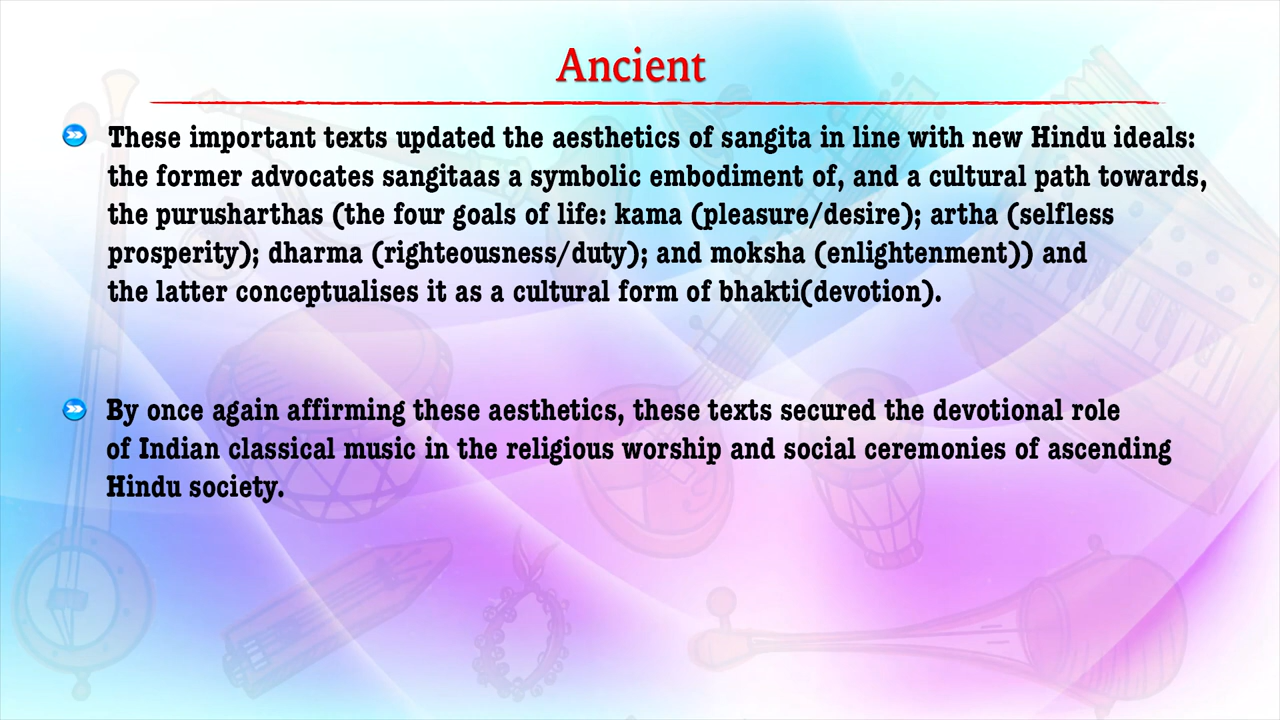 Ancient
These important texts updated the aesthetics of sangita in line with new Hindu ideals:
the former advocates sangitaas a symbolic embodiment of, and a cultural path towards,
the purusharthas (the four goals of life: kama (pleasure/desire); artha (selfless
prosperity); dharma (righteousness/duty); and moksha (enlightenment)) and
the latter conceptualises it as a cultural form of bhakti(devotion).
By once again affirming these aesthetics, these texts secured the devotional role
of Indian classical music in the religious worship and social ceremonies of ascending
Hindu society.